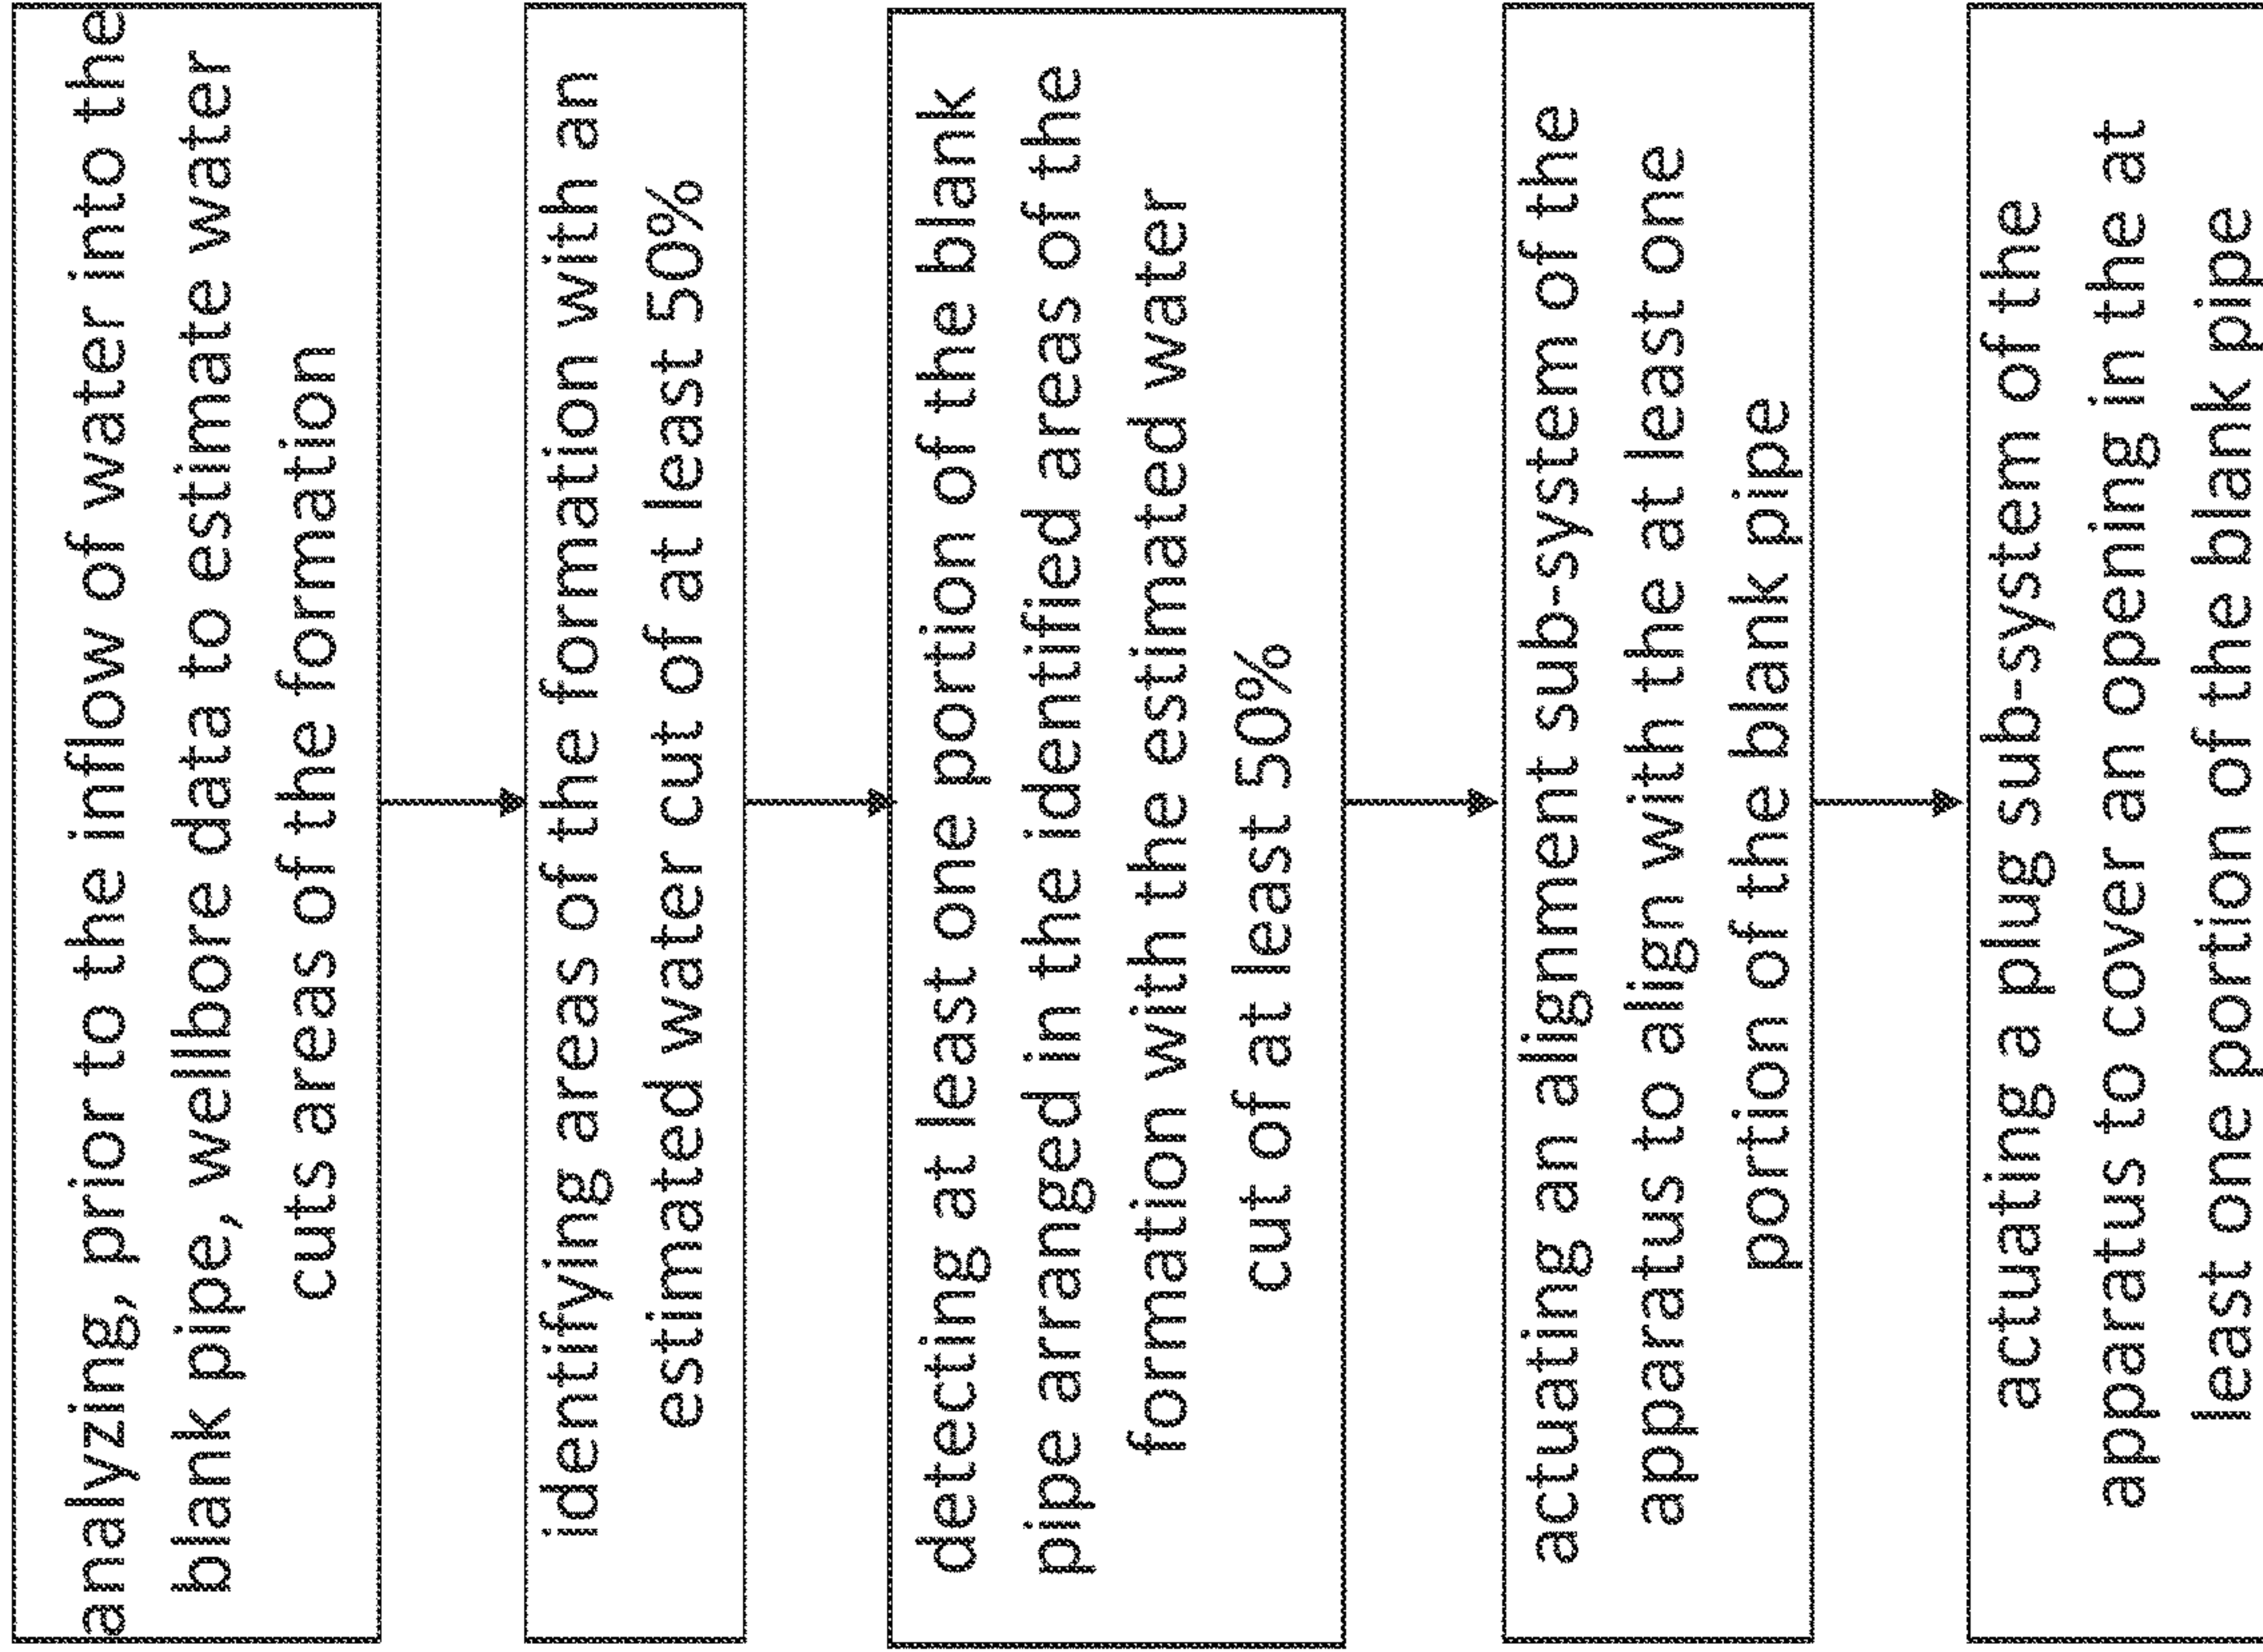 analyzing, prior to the inflow of water into the
blank pipe, wellbore data to estimate water
cuts areas of the formation
identifying areas of the formation with an
estimated water cut of at least 50%
detecting at least one portion of the blank
pipe arranged in the identified areas of the
formation with the estimated water
cut of at least 50%
actuating an alignment sub-system of the
apparatus to align with the at least one
portion of the blank pipe
actuating a plug sub-system of the
apparatus to cover an opening in the at
least one portion of the blank pipe